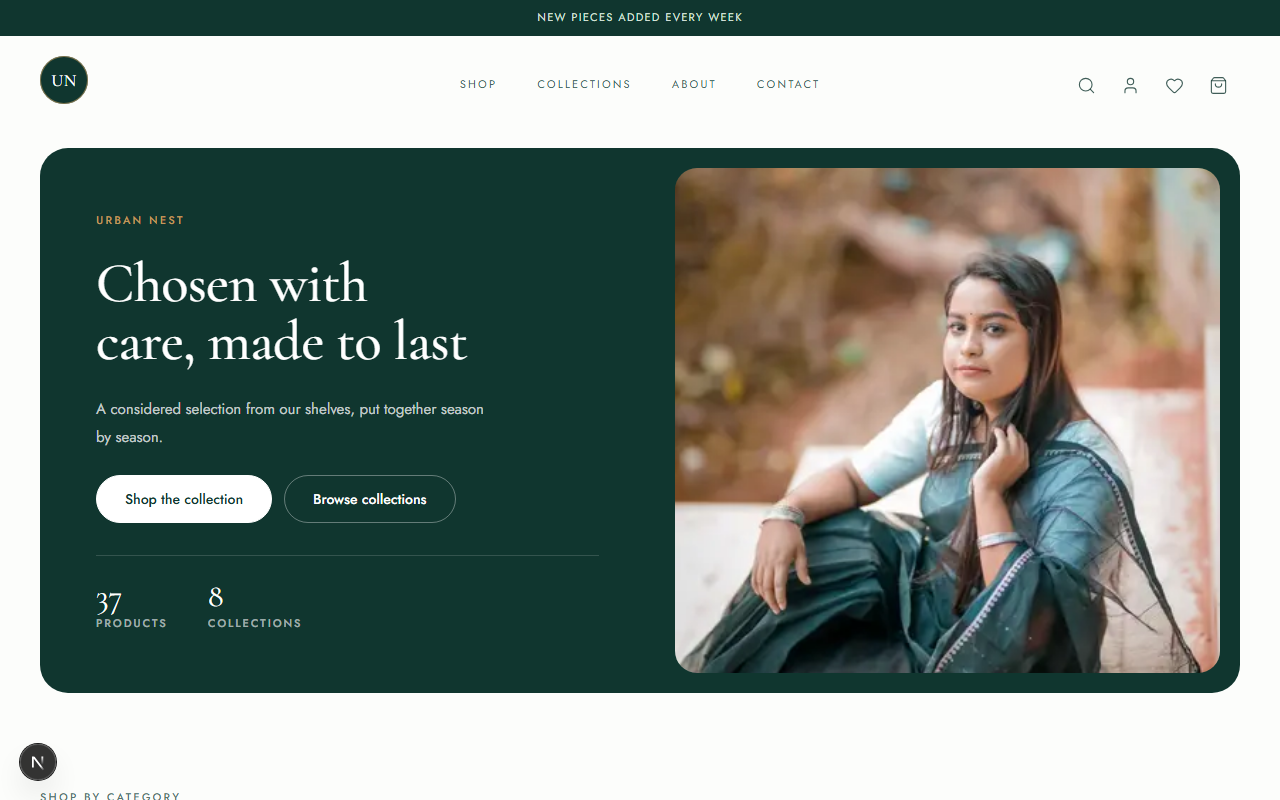 NEW PIECES ADDED EVERY WEEK
UN
SHOP
COLLECTIONS
ABOUT
CONTACT
URBAN NEST
Chosen with
care, made to last
A considered selection from our shelves, put together season
by season.
Shop the collection
Browse collections
37
PRODUCTS
8
COLLECTIONS
N
SHOP BY CATEGORY